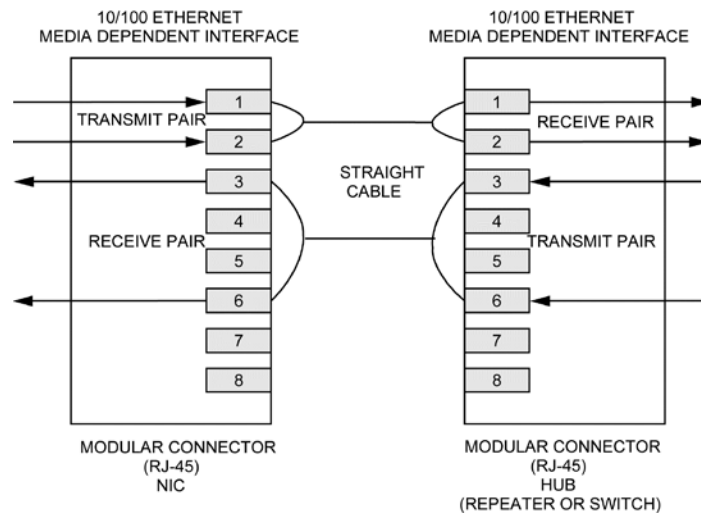 10/100 ETHERNET
MEDIA DEPENDENT INTERFACE
10/100 ETHERNET
MEDIA DEPENDENT INTERFACE
1
TRANSMIT PAIR
2
3
4
RECEIVE PAIR
5
6
7
8
STRAIGHT
CABLE
1
RECEIVE PAIR
2
3
4
TRANSMIT PAIR
5
6
7
8
MODULAR CONNECTOR
(RJ-45)
NIC
MODULAR CONNECTOR
(RJ-45)
HUB
(REPEATER OR SWITCH)